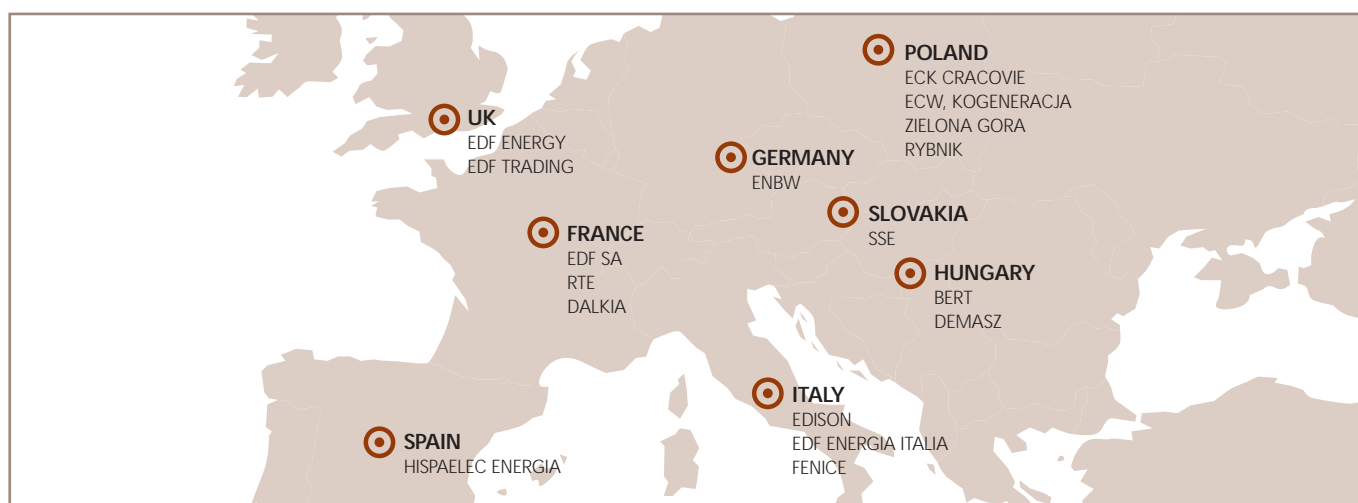 POLAND
ECK CRACOVIE
ECW, KOGENERACJA
ZIELONA GORA
RYBNIK
UK
EDF ENERGY
EDF TRADING
GERMANY
ENBW
SLOVAKIA
SSE
FRANCE
EDF SA
RTE
DALKIA
HUNGARY
BERT
DEMASZ
ITALY
EDISON
EDF ENERGIA ITALIA
FENICE
SPAIN
HISPAELEC ENERGIA